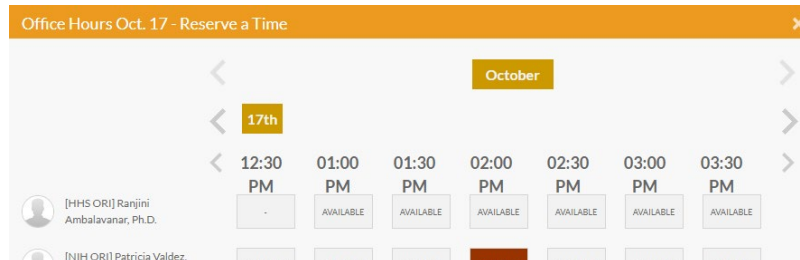 Office Hours Oct. 17 - Reserve a Time
October
17th
12:30 PM 01:00 PM 01:30 PM 02:00 PM 02:30 PM 03:00 PM 03:30 PM
[HHS ORI] Ranjini
Ambalavanar, Ph.D.
- AVAILABLE AVAILABLE AVAILABLE AVAILABLE AVAILABLE AVAILABLE
[NIH ORI] Patricia Valdez,